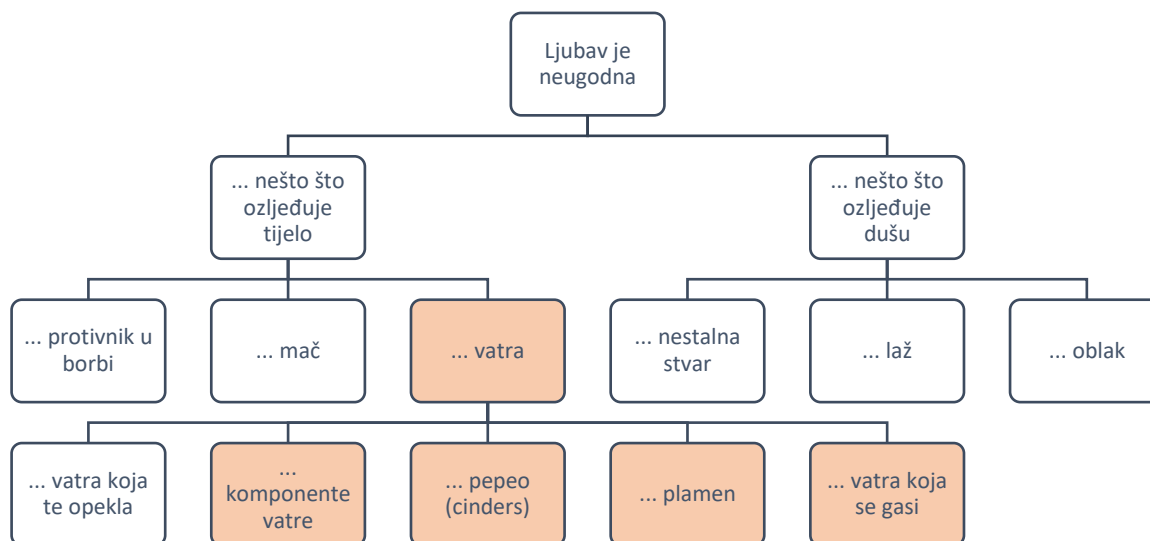 Ljubav je
neugodna
... nešto što
ozljeđuje
tijelo
... nešto što
ozljeđuje
dušu
... protivnik u
borbi
... mač
... vatra
... nestalna
stvar
... laž
... oblak
... vatra koja
te opekla
...
komponente
vatre
... pepeo
(cinders)
... plamen
... vatra koja
se gasi